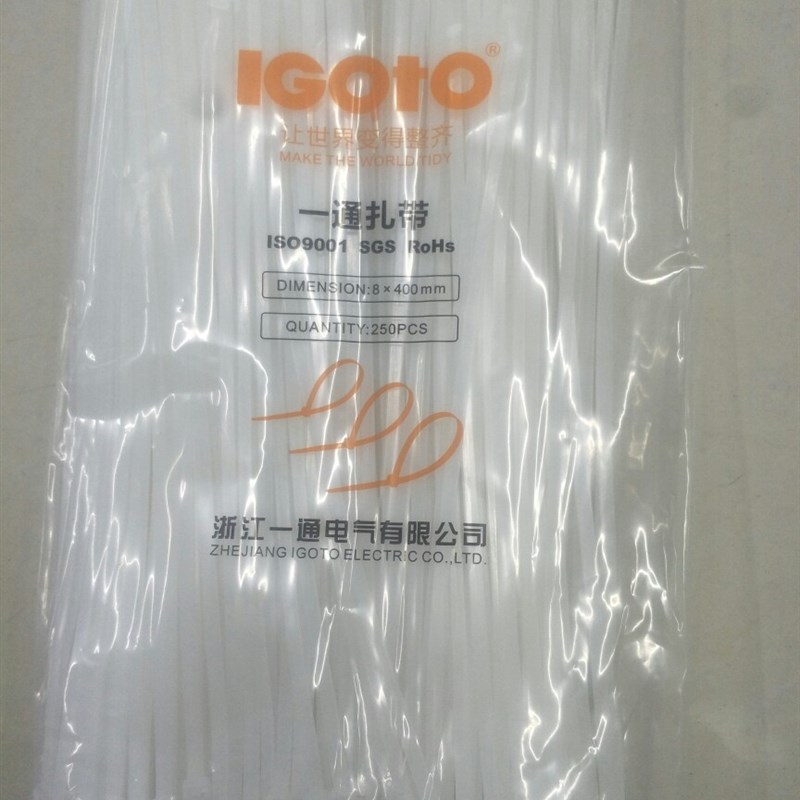 IGOTO®
让世界变得整齐
MAKE THE WORLD TIDY
一通扎带
ISO9001 SGS RoHs
DIMENSION:8×400mm
QUANTITY:250PCS
浙江一通电气有限公司
ZHEJIANG IGOTO ELECTRIC CO.,LTD.